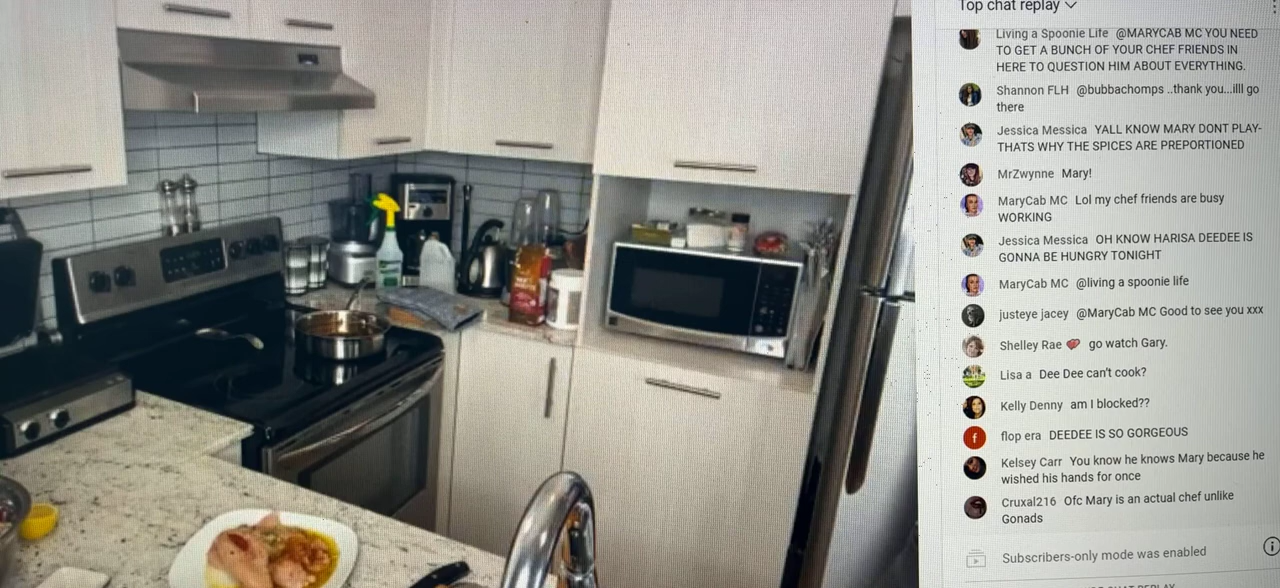 Top chat replay
Living a Spoonie Life @MARYCAB MC YOU NEED
TO GET A BUNCH OF YOUR CHEF FRIENDS IN
HERE TO QUESTION HIM ABOUT EVERYTHING.
Shannon FLH @bubbachomps ..thank you...illl go
there
Jessica Messica YALL KNOW MARY DONT PLAY-
THATS WHY THE SPICES ARE PREPORTIONED
MrZwynne Mary!
MaryCab MC Lol my chef friends are busy
WORKING
Jessica Messica OH KNOW HARISA DEEDEE IS
GONNA BE HUNGRY TONIGHT
MaryCab MC @living a spoonie life
justeye jacey @MaryCab MC Good to see you xxx
Shelley Rae 💝 go watch Gary.
Lisa a Dee Dee can't cook?
Kelly Denny am I blocked??
f flop era DEEDEE IS SO GORGEOUS
Kelsey Carr You know he knows Mary because he
wished his hands for once
Cruxal216 Ofc Mary is an actual chef unlike
Gonads
Subscribers-only mode was enabled
CHAT REPLAY